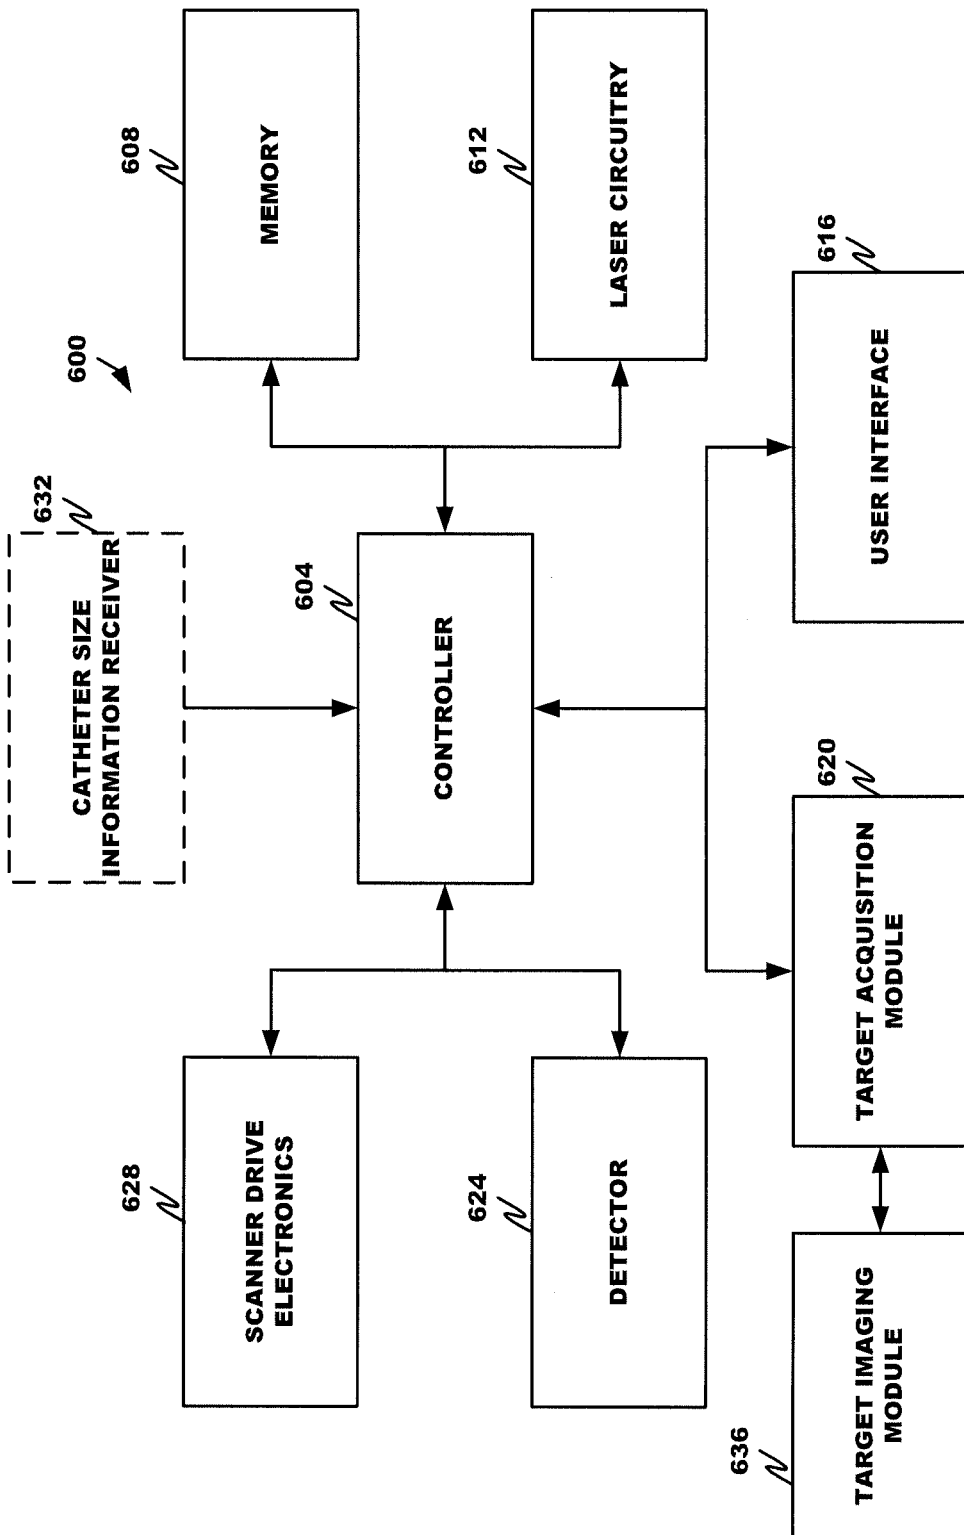 600
632
CATHETER SIZE
INFORMATION RECEIVER
628
SCANNER DRIVE
ELECTRONICS
604
CONTROLLER
608
MEMORY
624
DETECTOR
612
LASER CIRCUITRY
636
TARGET IMAGING
MODULE
620
TARGET ACQUISITION
MODULE
616
USER INTERFACE